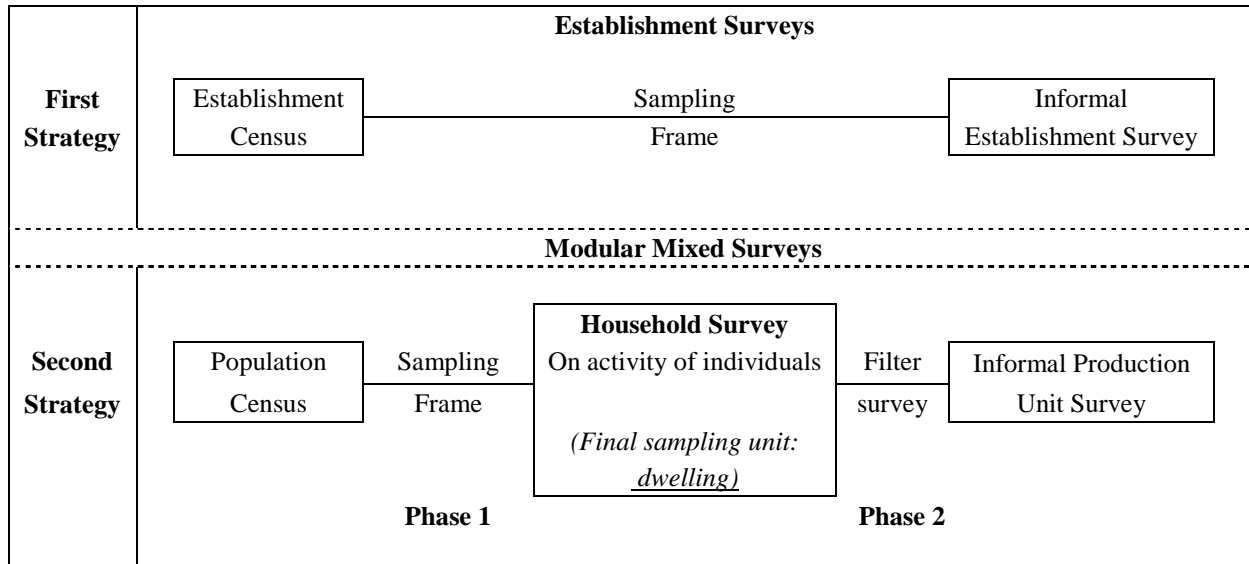 Establishment Surveys
First
Strategy
Establishment
Census
Sampling
Frame
Informal
Establishment Survey
Modular Mixed Surveys
Second
Strategy
Population
Census
Sampling
Frame
Household Survey
On activity of individuals
(Final sampling unit:
dwelling)
Filter
survey
Informal Production
Unit Survey
Phase 1
Phase 2